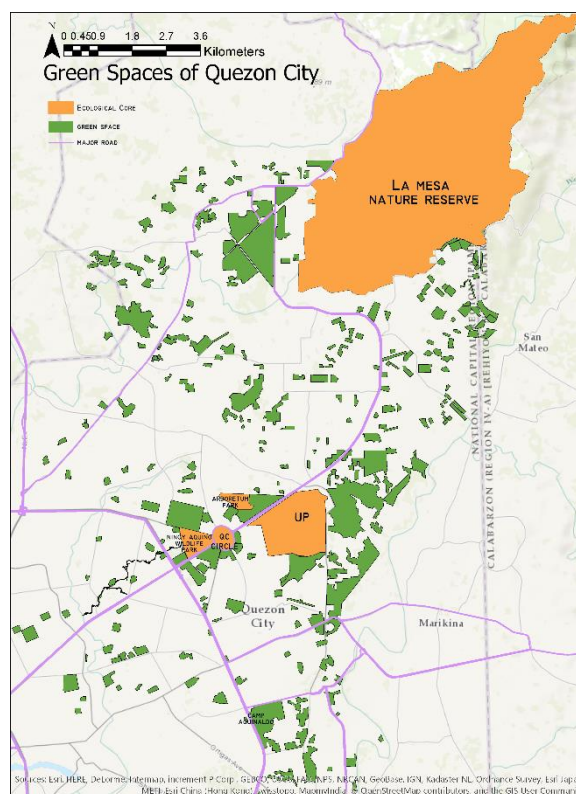 0 0.45 0.9 1.8 2.7 3.6
Kilometers
Green Spaces of Quezon City
Ecological Core
green space
major road
La mesa
nature reserve
San
Mateo
NATIONAL CAPITAL REGION
CALABARZON (REGION IV-A)
Arboretum
Park
UP
Ninoy Aquino
Wildlife
Park
QC
Circle
Quezon
City
Marikina
Camp
Aguinaldo
Sources: Esri, HERE, DeLorme, Intermap, increment P Corp., GEBCO, USGS, FAO, NPS, NRCAN, GeoBase, IGN, Kadaster NL, Ordnance Survey, Esri Japa
METI, Esri China (Hong Kong), swisstopo, MapmyIndia, © OpenStreetMap contributors, and the GIS User Commun